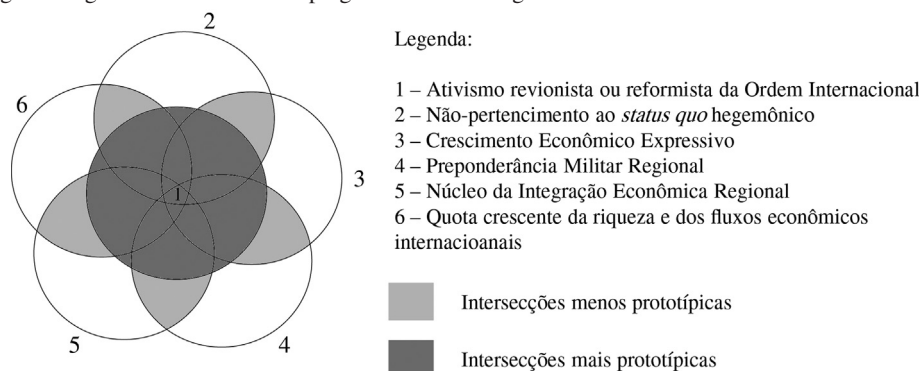 2
6
3
1
5
4
Legenda:
1 – Ativismo revionista ou reformista da Ordem Internacional
2 – Não-pertencimento ao status quo hegemônico
3 – Crescimento Econômico Expressivo
4 – Preponderância Militar Regional
5 – Núcleo da Integração Econômica Regional
6 – Quota crescente da riqueza e dos fluxos econômicos
internacioanais
Intersecções menos prototípicas
Intersecções mais prototípicas